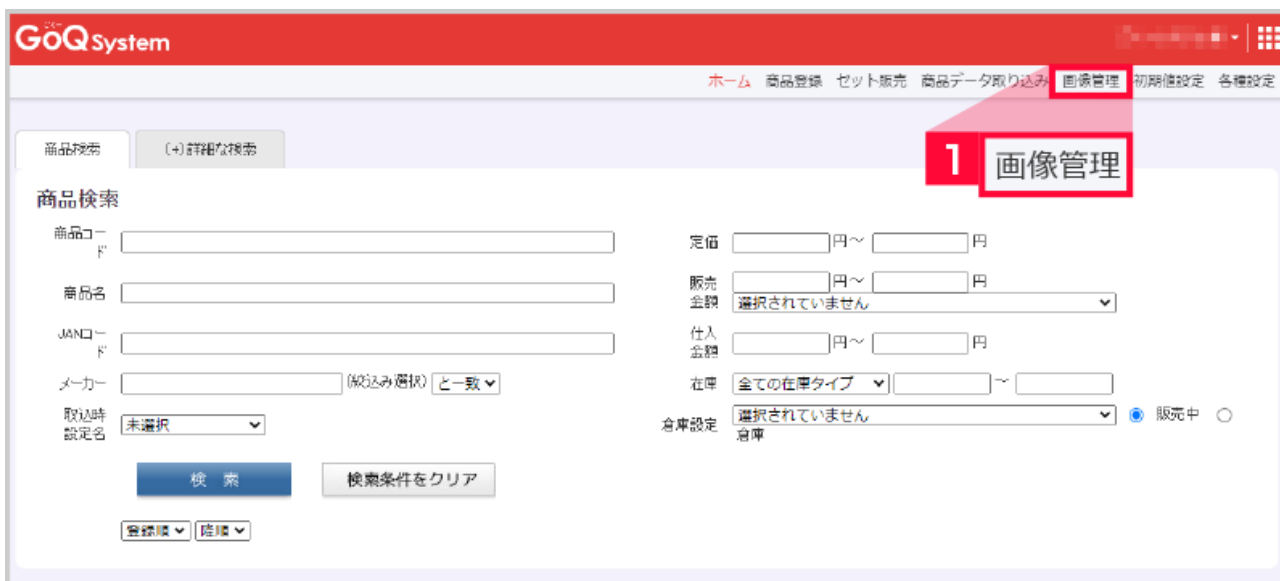 GöQSystem
ホーム 商品登録 セット販売 商品データ取り込み 画像管理 初期値設定 各種設定
1 画像管理
商品検索 (+)詳細な検索
商品検索
商品コード
定価 円〜 円
商品名
販売金額 円〜 円
選択されていません
JANコード
仕入金額 円〜 円
メーカー (絞込み選択) と一致
在庫 全ての在庫タイプ 〜
取込時設定名 未選択
倉庫設定 選択されていません 販売中
倉庫
検 索 検索条件をクリア
登録順 降順